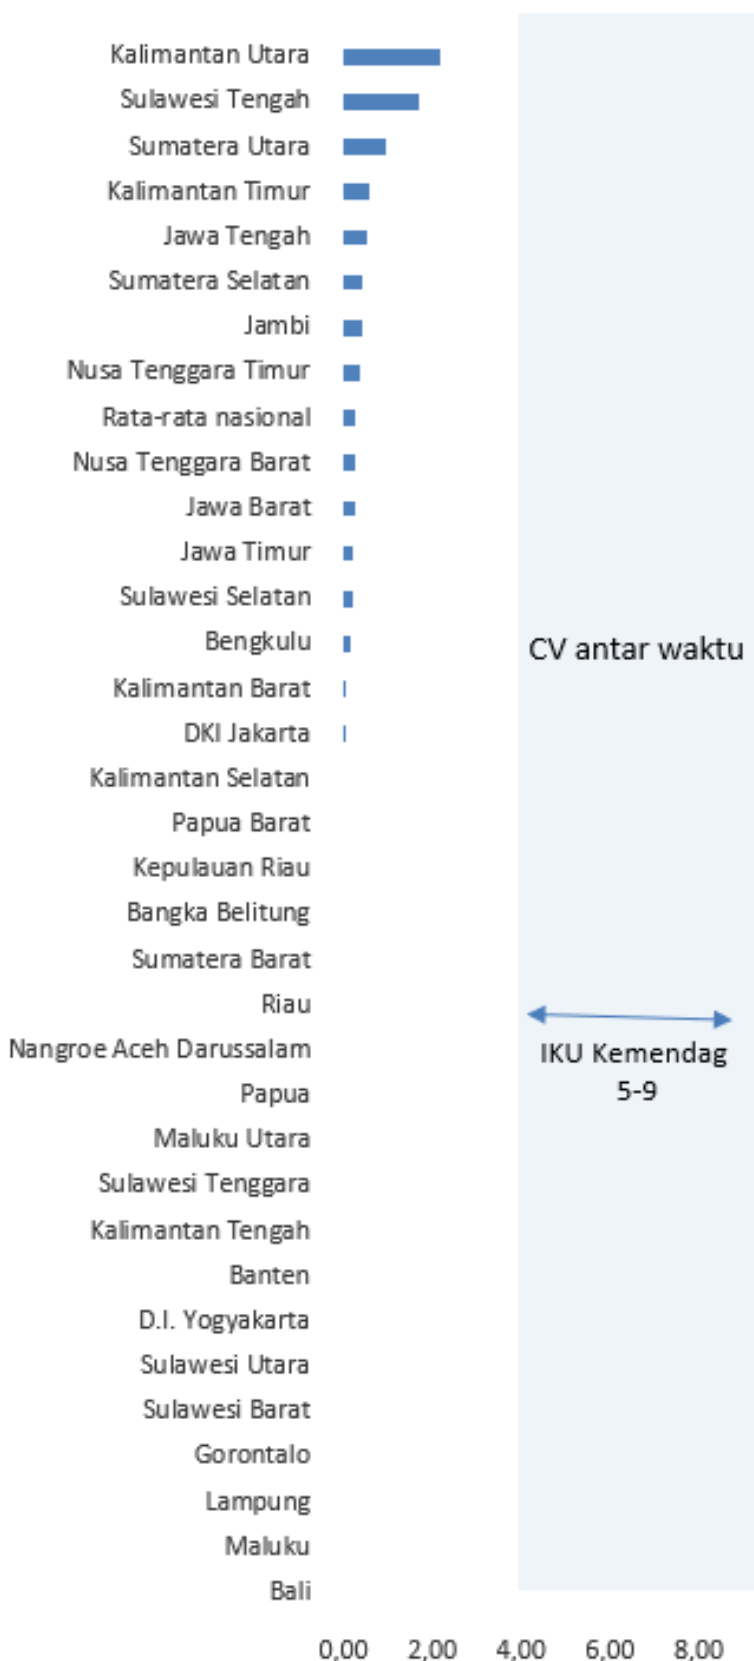 Kalimantan Utara
Sulawesi Tengah
Sumatera Utara
Kalimantan Timur
Jawa Tengah
Sumatera Selatan
Jambi
Nusa Tenggara Timur
Rata-rata nasional
Nusa Tenggara Barat
Jawa Barat
Jawa Timur
Sulawesi Selatan
Bengkulu
CV antar waktu
Kalimantan Barat
DKI Jakarta
Kalimantan Selatan
Papua Barat
Kepulauan Riau
Bangka Belitung
Sumatera Barat
Riau
Nangroe Aceh Darussalam
IKU Kemendag
5-9
Papua
Maluku Utara
Sulawesi Tenggara
Kalimantan Tengah
Banten
D.I. Yogyakarta
Sulawesi Utara
Sulawesi Barat
Gorontalo
Lampung
Maluku
Bali
0,00 2,00 4,00 6,00 8,00